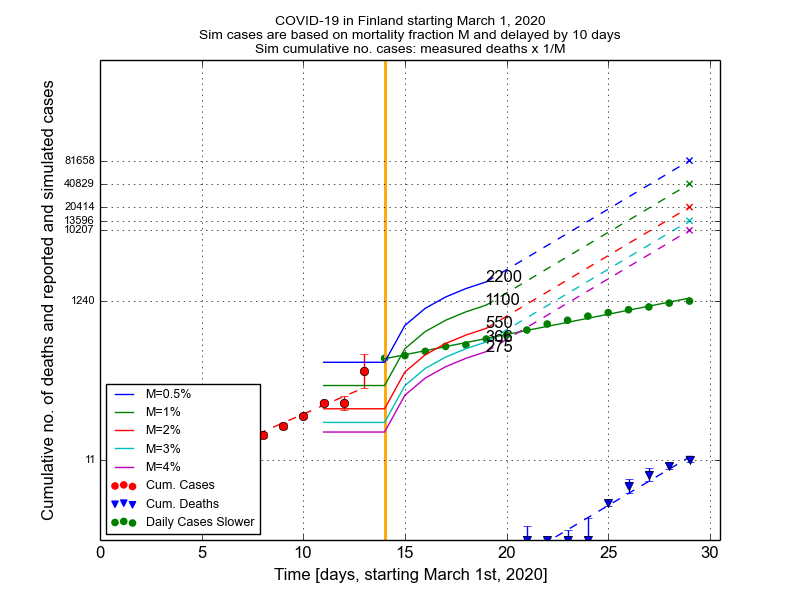 COVID-19 in Finland starting March 1, 2020
Sim cases are based on mortality fraction M and delayed by 10 days
Sim cumulative no. cases: measured deaths x 1/M
Cumulative no. of deaths and reported and simulated cases
81658
40829
20414
13596
10207
1240
11
2200
1100
550
366
275
M=0.5%
M=1%
M=2%
M=3%
M=4%
Cum. Cases
Cum. Deaths
Daily Cases Slower
0 5 10 15 20 25 30
Time [days, starting March 1st, 2020]